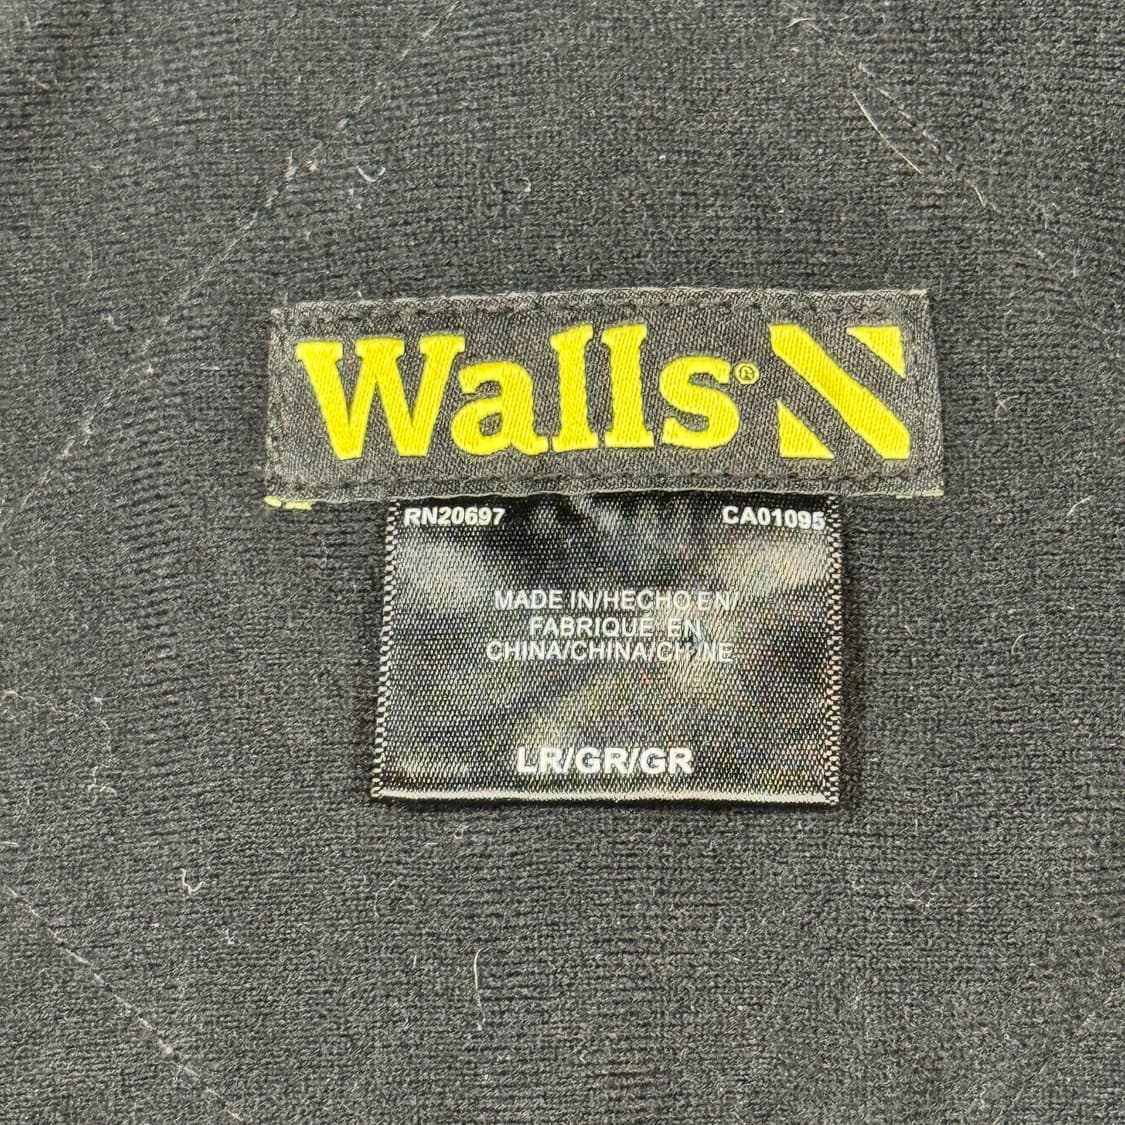 Walls®
RN20697 CA01095
MADE IN/HECHO EN/
FABRIQUE EN
CHINA/CHINA/CHINE
LR/GR/GR